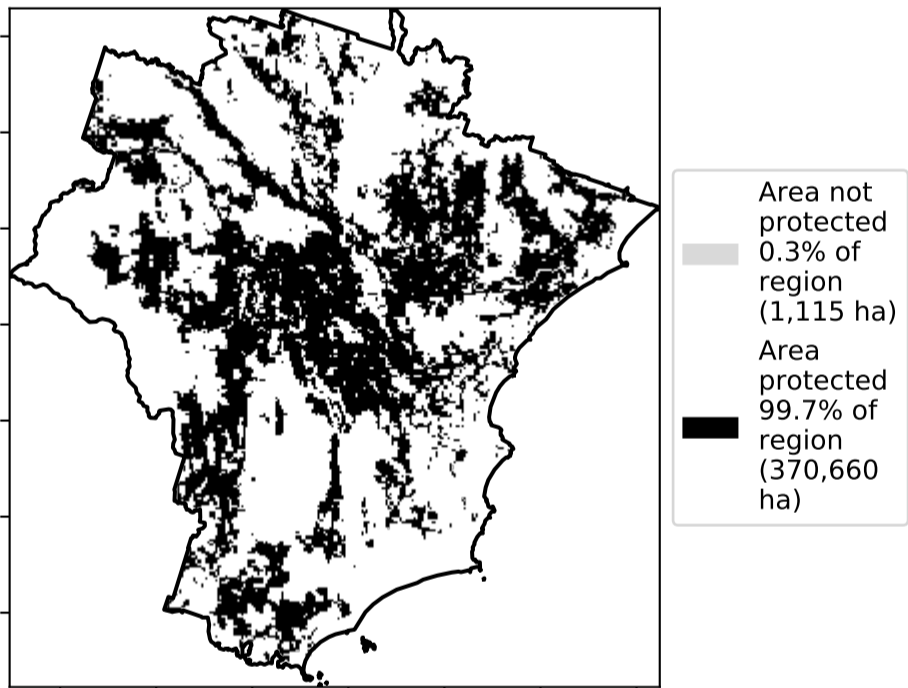 Area not
protected
0.3% of
region
(1,115 ha)
Area
protected
99.7% of
region
(370,660
ha)